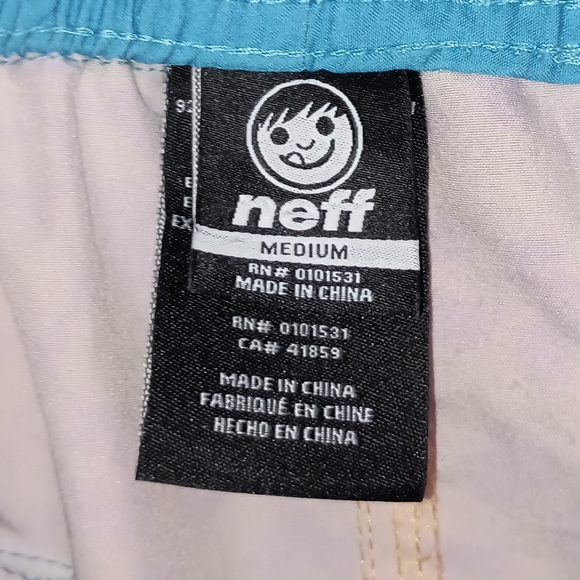 neff
MEDIUM
RN# 0101531
MADE IN CHINA
RN# 0101531
CA# 41859
MADE IN CHINA
FABRIQUÉ EN CHINE
HECHO EN CHINA